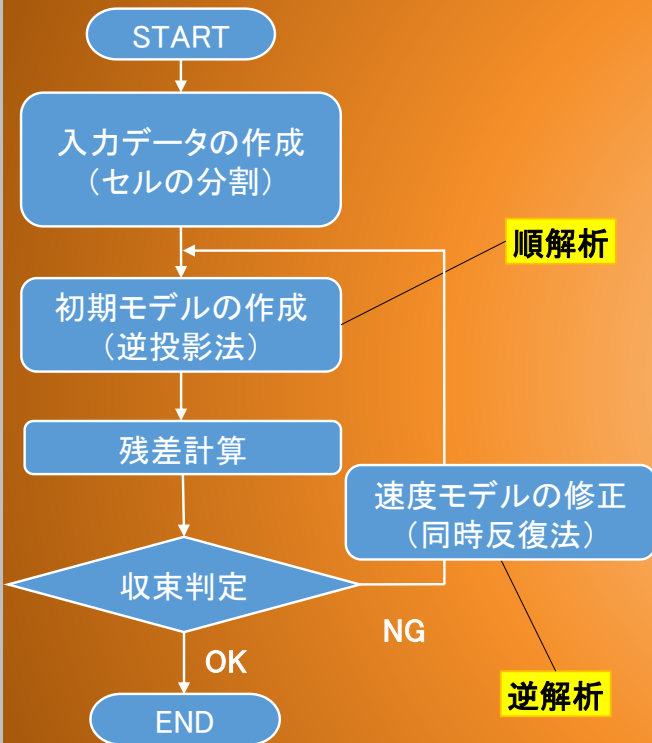 START
入力データの作成
（セルの分割）
順解析
初期モデルの作成
（逆投影法）
残差計算
速度モデルの修正
（同時反復法）
収束判定
NG
OK
逆解析
END